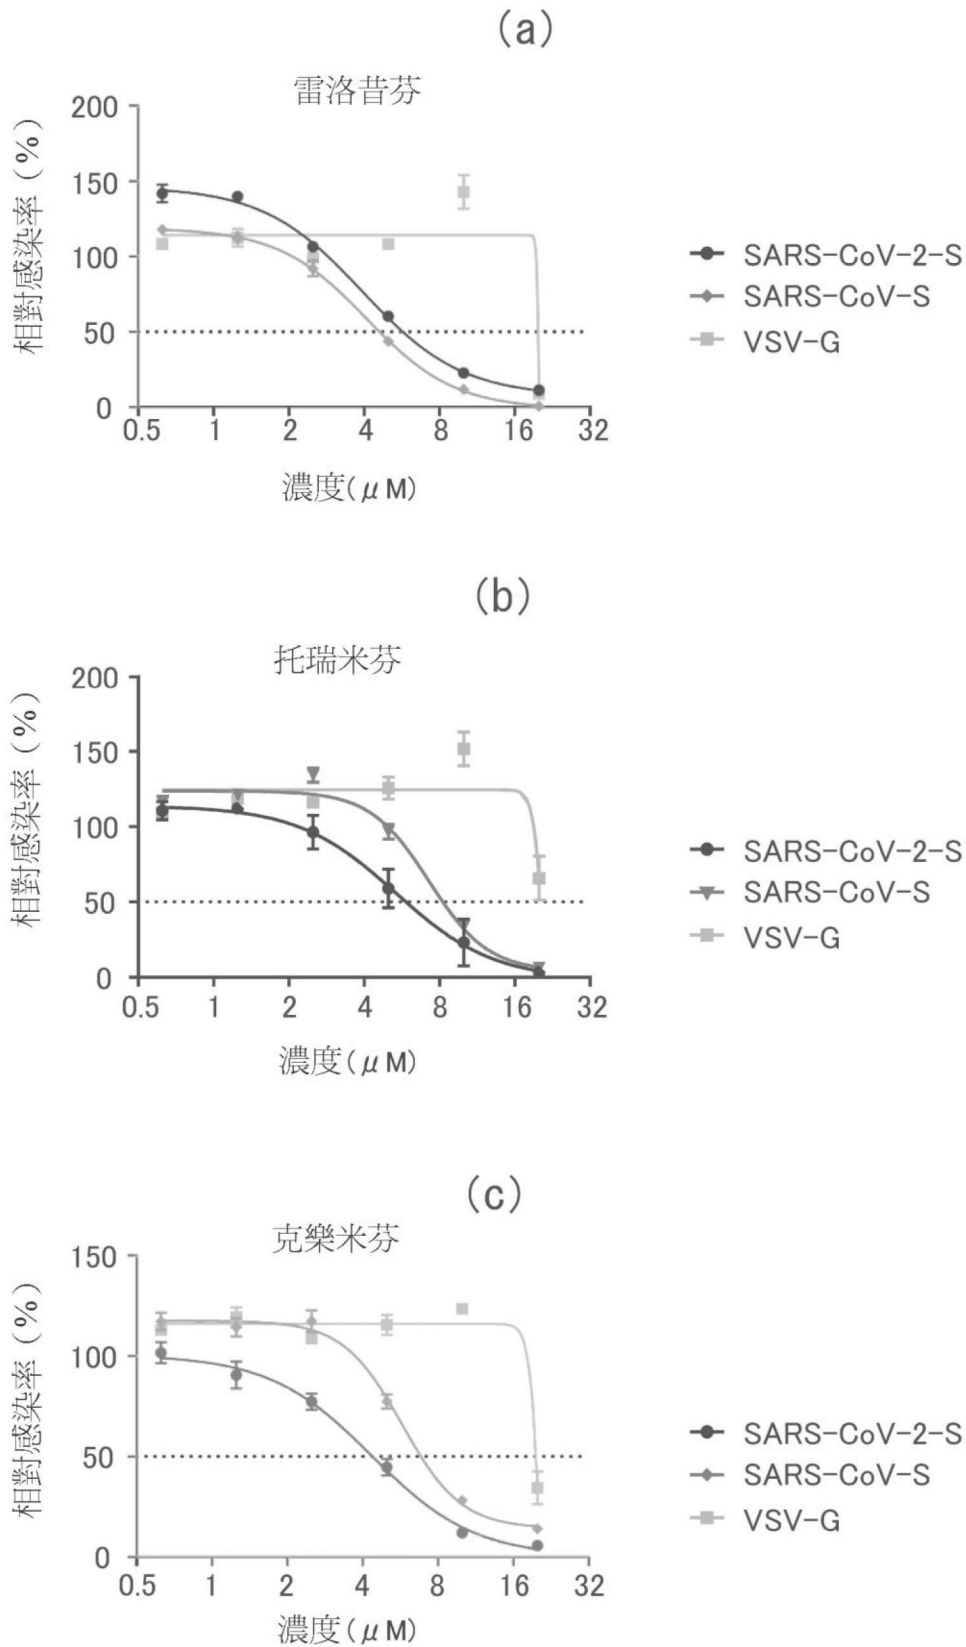 (a)
雷洛昔芬
相對感染率(%)
200
150
100
50
0
0.5 1 2 4 8 16 32
濃度(μM)
SARS-CoV-2-S
SARS-CoV-S
VSV-G
(b)
托瑞米芬
相對感染率(%)
200
150
100
50
0
0.5 1 2 4 8 16 32
濃度(μM)
SARS-CoV-2-S
SARS-CoV-S
VSV-G
(c)
克樂米芬
相對感染率(%)
150
100
50
0
0.5 1 2 4 8 16 32
濃度(μM)
SARS-CoV-2-S
SARS-CoV-S
VSV-G